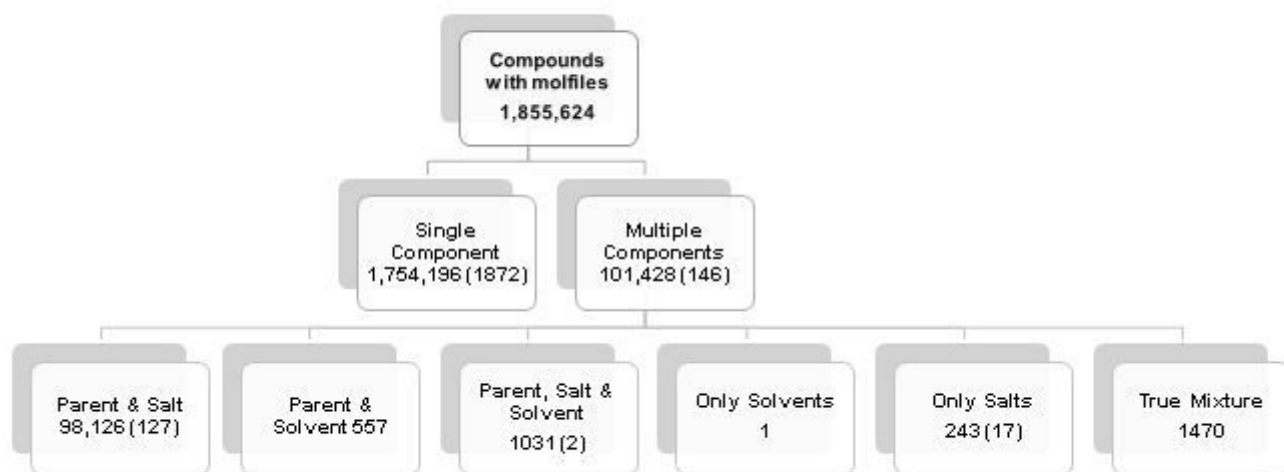 Compounds
with molfiles
1,855,624
Single
Component
1,754,196(1872)
Multiple
Components
101,428(146)
Parent & Salt
98,126(127)
Parent &
Solvent 557
Parent, Salt &
Solvent
1031(2)
Only Solvents
1
Only Salts
243(17)
True Mixture
1470